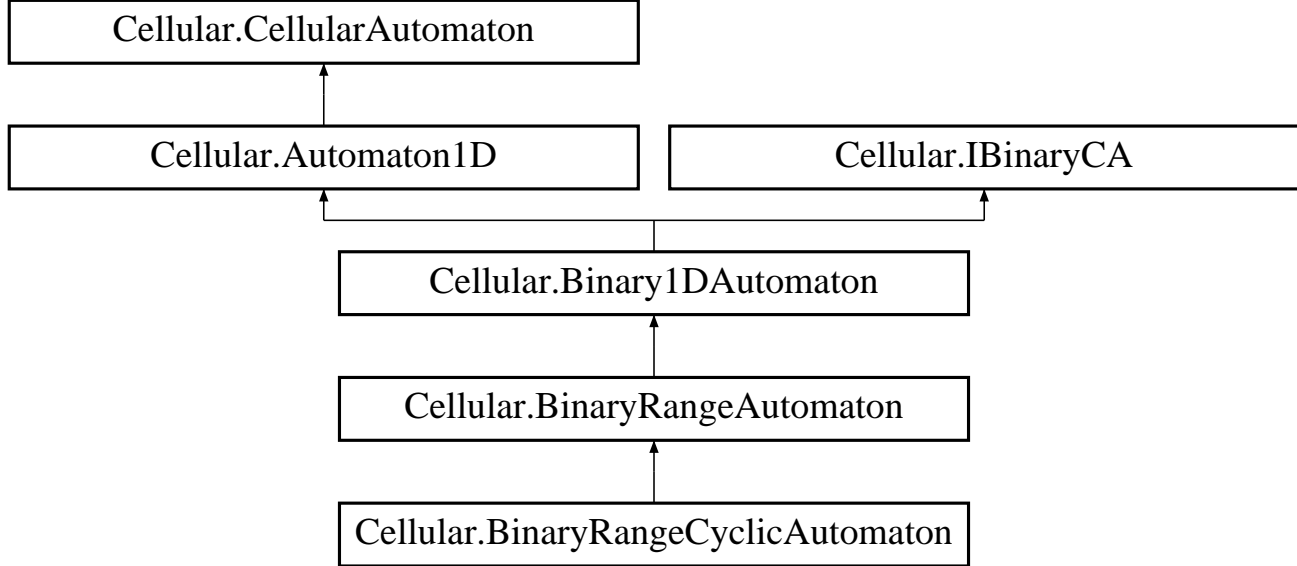 Cellular.CellularAutomaton
Cellular.Automaton1D
Cellular.IBinaryCA
Cellular.Binary1DAutomaton
Cellular.BinaryRangeAutomaton
Cellular.BinaryRangeCyclicAutomaton